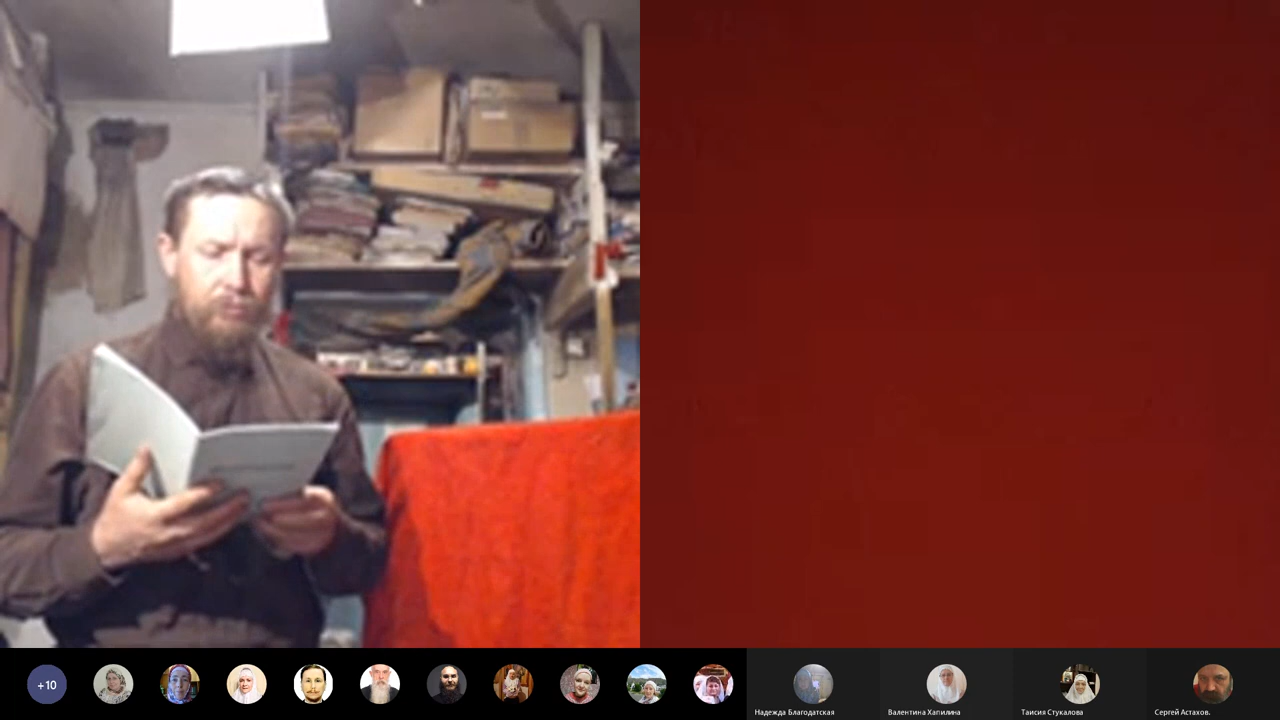 +10
Надежда Благодатская
Валентина Хапилина
Таисия Стукалова
Сергей Астахов.